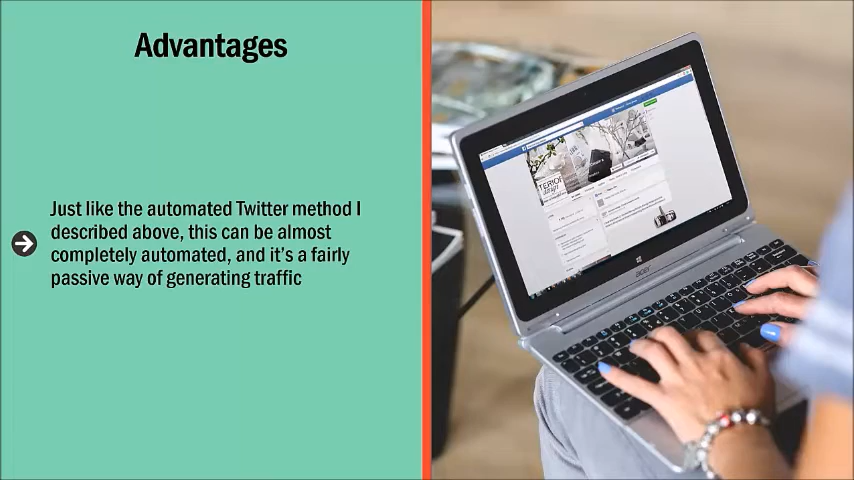 Advantages
Just like the automated Twitter method I
described above, this can be almost
completely automated, and it's a fairly
passive way of generating traffic
acer